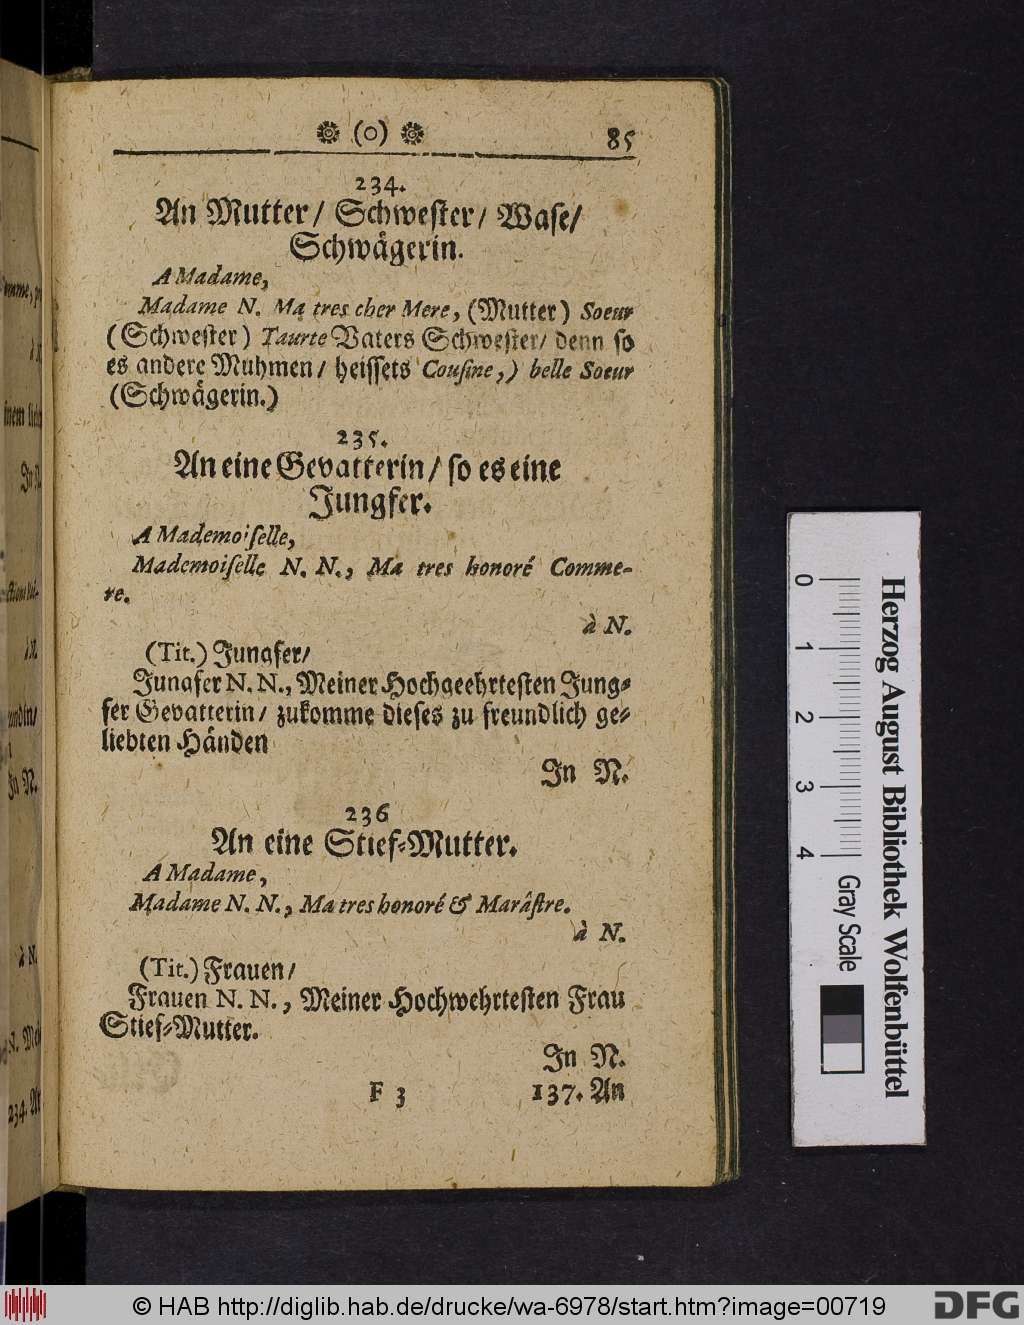 (o) 85
234.
An Mutter/ Schwester/ Wase/
Schwägerin.
A Madame,
Madame N. Ma tres cher Mere, (Mutter) Soeur
(Schwester) Taurte Vaters Schwester/ denn so
es andere Muhmen/ heissets Cousine,) belle Soeur
(Schwägerin.)
235.
An eine Gevatterin/ so es eine
Jungfer.
A Mademoiselle,
Mademoiselle N. N., Ma tres honoré Comme-
re.
à N.
(Tit.) Jungfer/
Jungfer N. N., Meiner Hochgeehrtesten Jung-
fer Gevatterin/ zukomme dieses zu freundlich ge-
liebten Händen
In N.
236
An eine Stief-Mutter.
A Madame,
Madame N. N., Ma tres honoré & Marâstre.
à N.
(Tit.) Frauen/
Frauen N. N., Meiner Hochwehrtesten Frau
Stief-Mutter.
In N.
F 3 137. An
In N.
à N.
234. An
0 1 2 3 4
Gray Scale
Herzog August Bibliothek Wolfenbüttel
© HAB http://diglib.hab.de/drucke/wa-6978/start.htm?image=00719
DFG